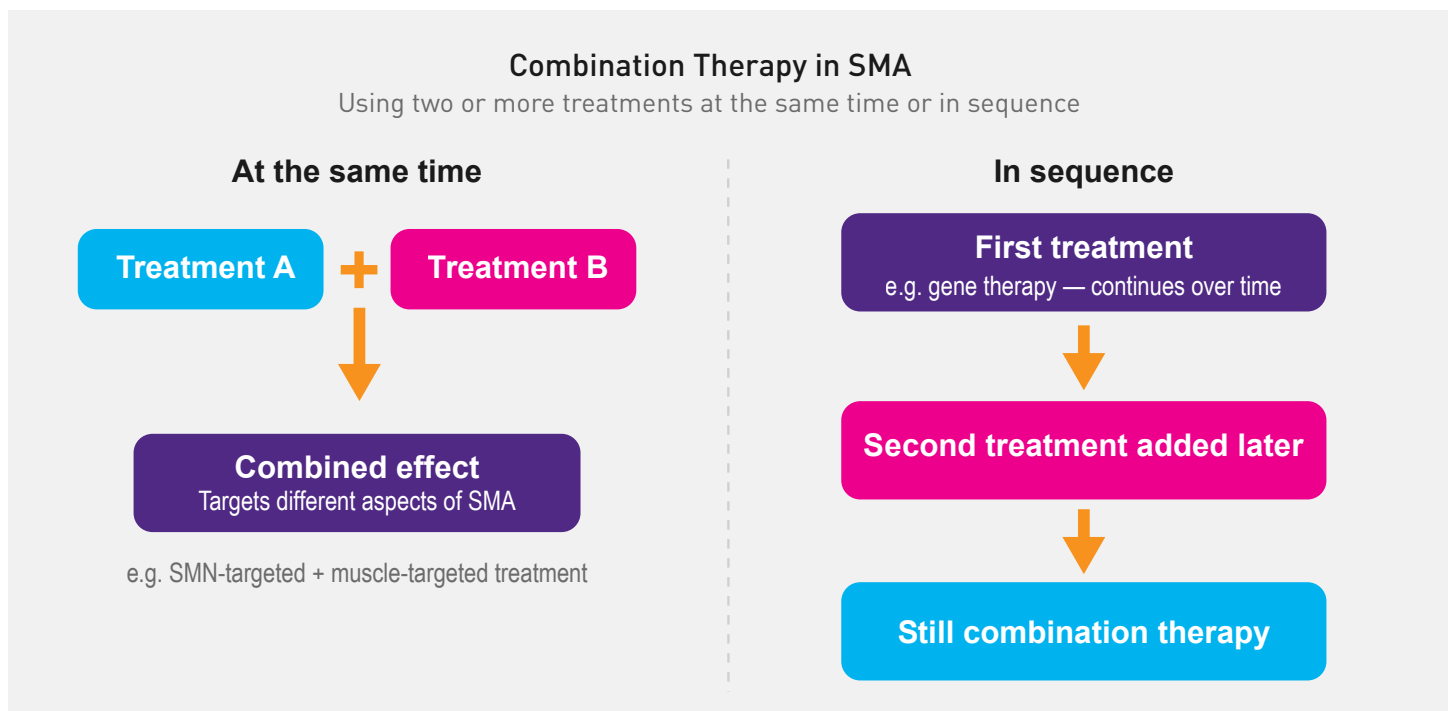 Combination Therapy in SMA
Using two or more treatments at the same time or in sequence
At the same time
Treatment A
+
Treatment B
Combined effect
Targets different aspects of SMA
e.g. SMN-targeted + muscle-targeted treatment
In sequence
First treatment
e.g. gene therapy — continues over time
Second treatment added later
Still combination therapy